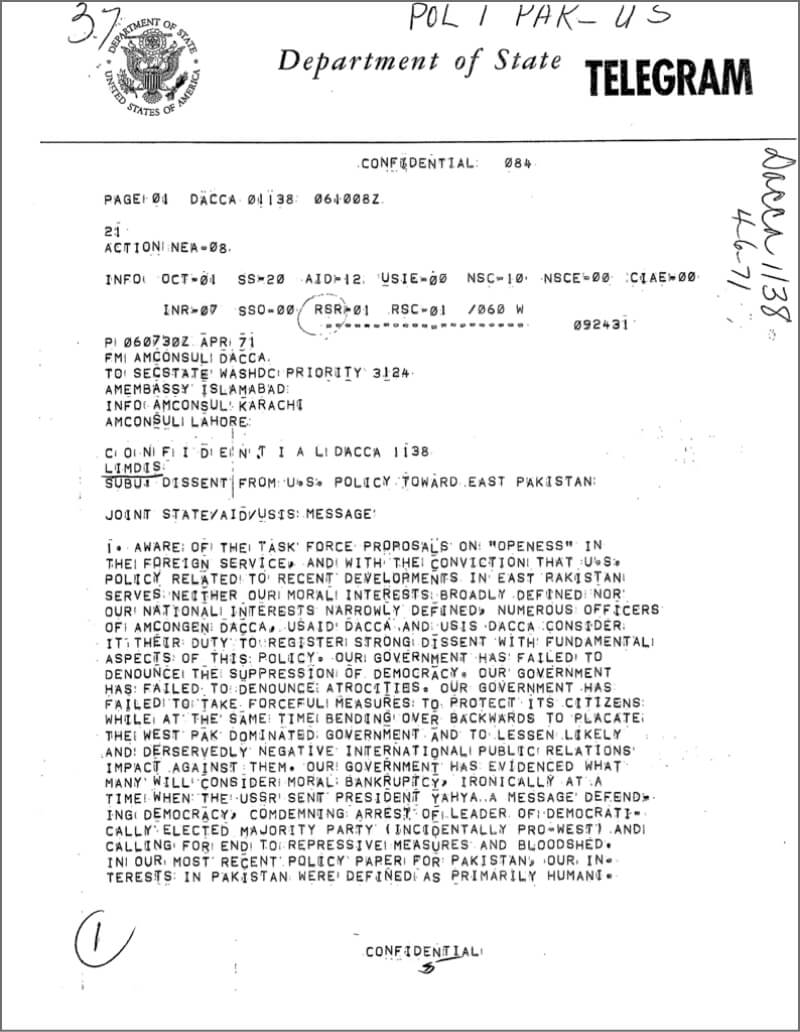 37
POL 1 PAK-US
DEPARTMENT OF STATE
UNITED STATES OF AMERICA
Department of State TELEGRAM
CONFIDENTIAL 084
Dacca 1138
4-6-71
PAGE 01 DACCA 01138 061008Z
21
ACTION NEA-08
INFO OCT-01 SS-20 AID-12 USIE-00 NSC-10 NSCE-00 CIAE-00
INR-07 SSO-00 RSR-01 RSC-01 /060 W
092431
P 060730Z APR 71
FM AMCONSUL DACCA
TO SECSTATE WASHDC PRIORITY 3124
AMEMBASSY ISLAMABAD
INFO AMCONSUL KARACHI
AMCONSUL LAHORE
C O N F I D E N T I A L DACCA 1138
LIMDIS
SUBJ DISSENT FROM U.S. POLICY TOWARD EAST PAKISTAN
JOINT STATE/AID/USIS MESSAGE
1. AWARE OF THE TASK FORCE PROPOSALS ON "OPENESS" IN
THE FOREIGN SERVICE, AND WITH THE CONVICTION THAT U.S.
POLICY RELATED TO RECENT DEVELOPMENTS IN EAST PAKISTAN
SERVES NEITHER OUR MORAL INTERESTS BROADLY DEFINED NOR
OUR NATIONAL INTERESTS NARROWLY DEFINED, NUMEROUS OFFICERS
OF AMCONGEN DACCA, USAID DACCA AND USIS DACCA CONSIDER
IT THEIR DUTY TO REGISTER STRONG DISSENT WITH FUNDAMENTAL
ASPECTS OF THIS POLICY. OUR GOVERNMENT HAS FAILED TO
DENOUNCE THE SUPPRESSION OF DEMOCRACY. OUR GOVERNMENT
HAS FAILED TO DENOUNCE ATROCITIES. OUR GOVERNMENT HAS
FAILED TO TAKE FORCEFUL MEASURES TO PROTECT ITS CITIZENS
WHILE AT THE SAME TIME BENDING OVER BACKWARDS TO PLACATE
THE WEST PAK DOMINATED GOVERNMENT AND TO LESSEN LIKELY
AND DERSERVEDLY NEGATIVE INTERNATIONAL PUBLIC RELATIONS
IMPACT AGAINST THEM. OUR GOVERNMENT HAS EVIDENCED WHAT
MANY WILL CONSIDER MORAL BANKRUPTCY, IRONICALLY AT A
TIME WHEN THE USSR SENT PRESIDENT YAHYA A MESSAGE DEFEND-
ING DEMOCRACY, COMDEMNING ARREST OF LEADER OF DEMOCRATI-
CALLY ELECTED MAJORITY PARTY (INCIDENTALLY PRO-WEST) AND
CALLING FOR END TO REPRESSIVE MEASURES AND BLOODSHED.
IN OUR MOST RECENT POLICY PAPER FOR PAKISTAN, OUR IN-
TERESTS IN PAKISTAN WERE DEFINED AS PRIMARILY HUMANI-
1
CONFIDENTIAL